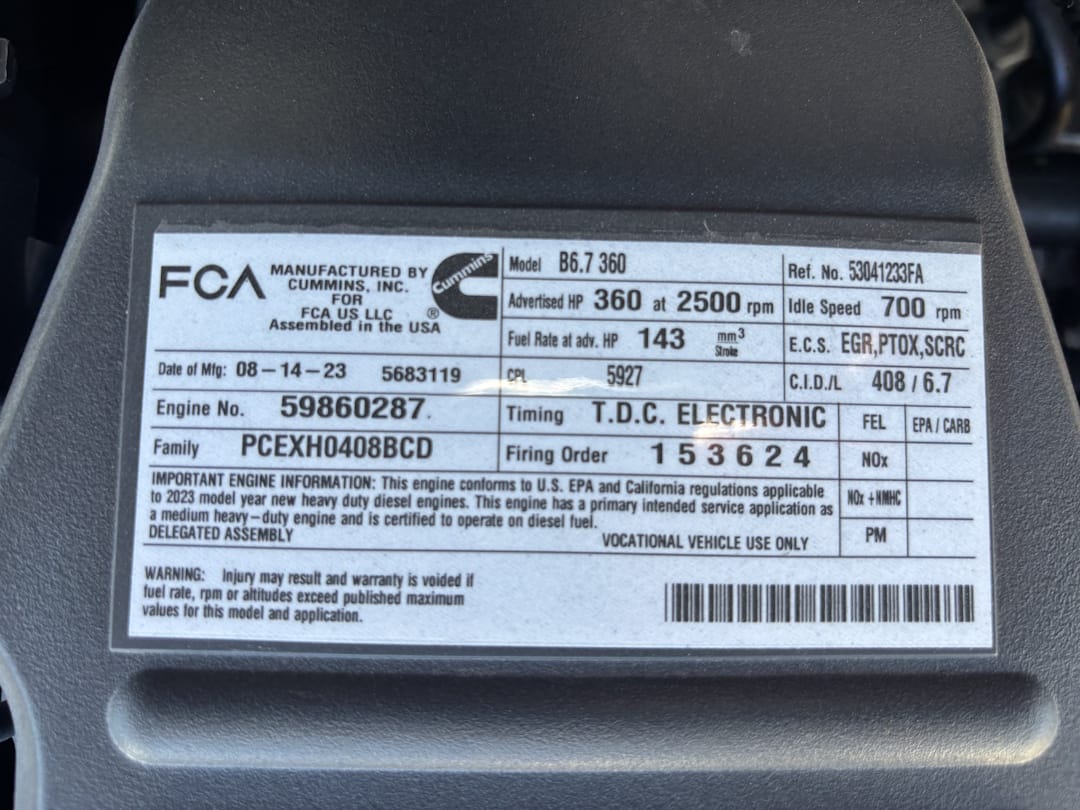 FCA
MANUFACTURED BY
CUMMINS, INC.
FOR
FCA US LLC
Assembled in the USA
Cummins
®
Model B6.7 360
Ref. No. 53041233FA
Advertised HP 360 at 2500 rpm
Idle Speed 700 rpm
Fuel Rate at adv. HP 143 mm³
Stroke
E.C.S. EGR,PTOX,SCRC
Date of Mfg: 08-14-23 5683119
CPL 5927
C.I.D./L 408 / 6.7
Engine No. 59860287.
Timing T.D.C. ELECTRONIC
FEL EPA / CARB
Family PCEXH0408BCD
Firing Order 1 5 3 6 2 4
NOx
IMPORTANT ENGINE INFORMATION: This engine conforms to U.S. EPA and California regulations applicable
to 2023 model year new heavy duty diesel engines. This engine has a primary intended service application as
a medium heavy-duty engine and is certified to operate on diesel fuel.
DELEGATED ASSEMBLY VOCATIONAL VEHICLE USE ONLY
NOx +NMHC
PM
WARNING: Injury may result and warranty is voided if
fuel rate, rpm or altitudes exceed published maximum
values for this model and application.